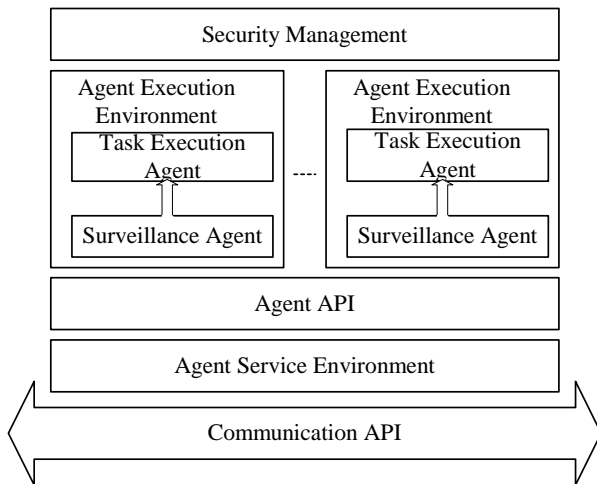 Security Management
Agent Execution
Environment
Task Execution
Agent
Surveillance Agent
Agent Execution
Environment
Task Execution
Agent
Surveillance Agent
Agent API
Agent Service Environment
Communication API